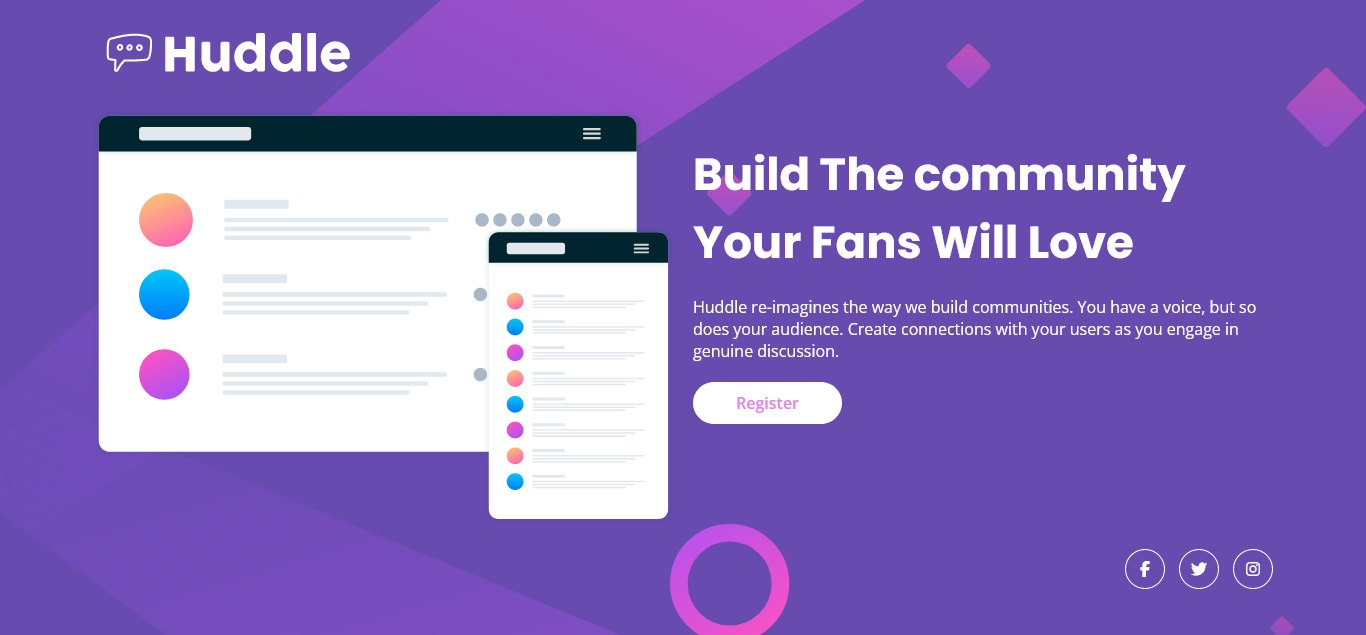 Huddle
Build The community
Your Fans Will Love
Huddle re-imagines the way we build communities. You have a voice, but so
does your audience. Create connections with your users as you engage in
genuine discussion.
Register